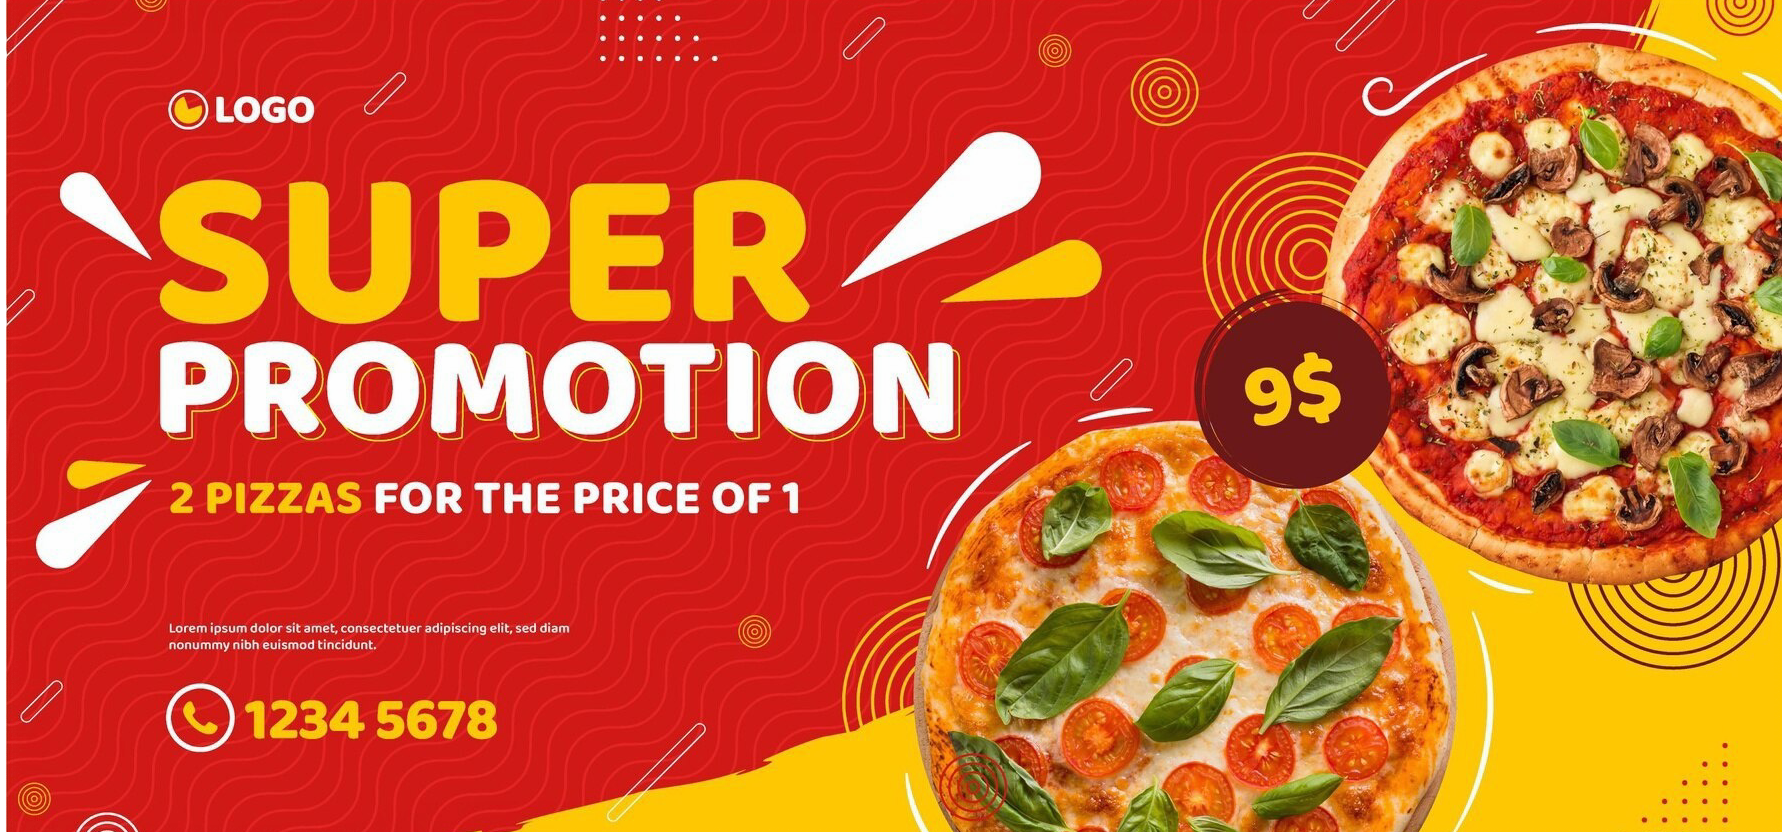 LOGO
SUPER
PROMOTION
2 PIZZAS FOR THE PRICE OF 1
9$
Lorem ipsum dolor sit amet, consectetuer adipiscing elit, sed diam
nonummy nibh euismod tincidunt.
1234 5678